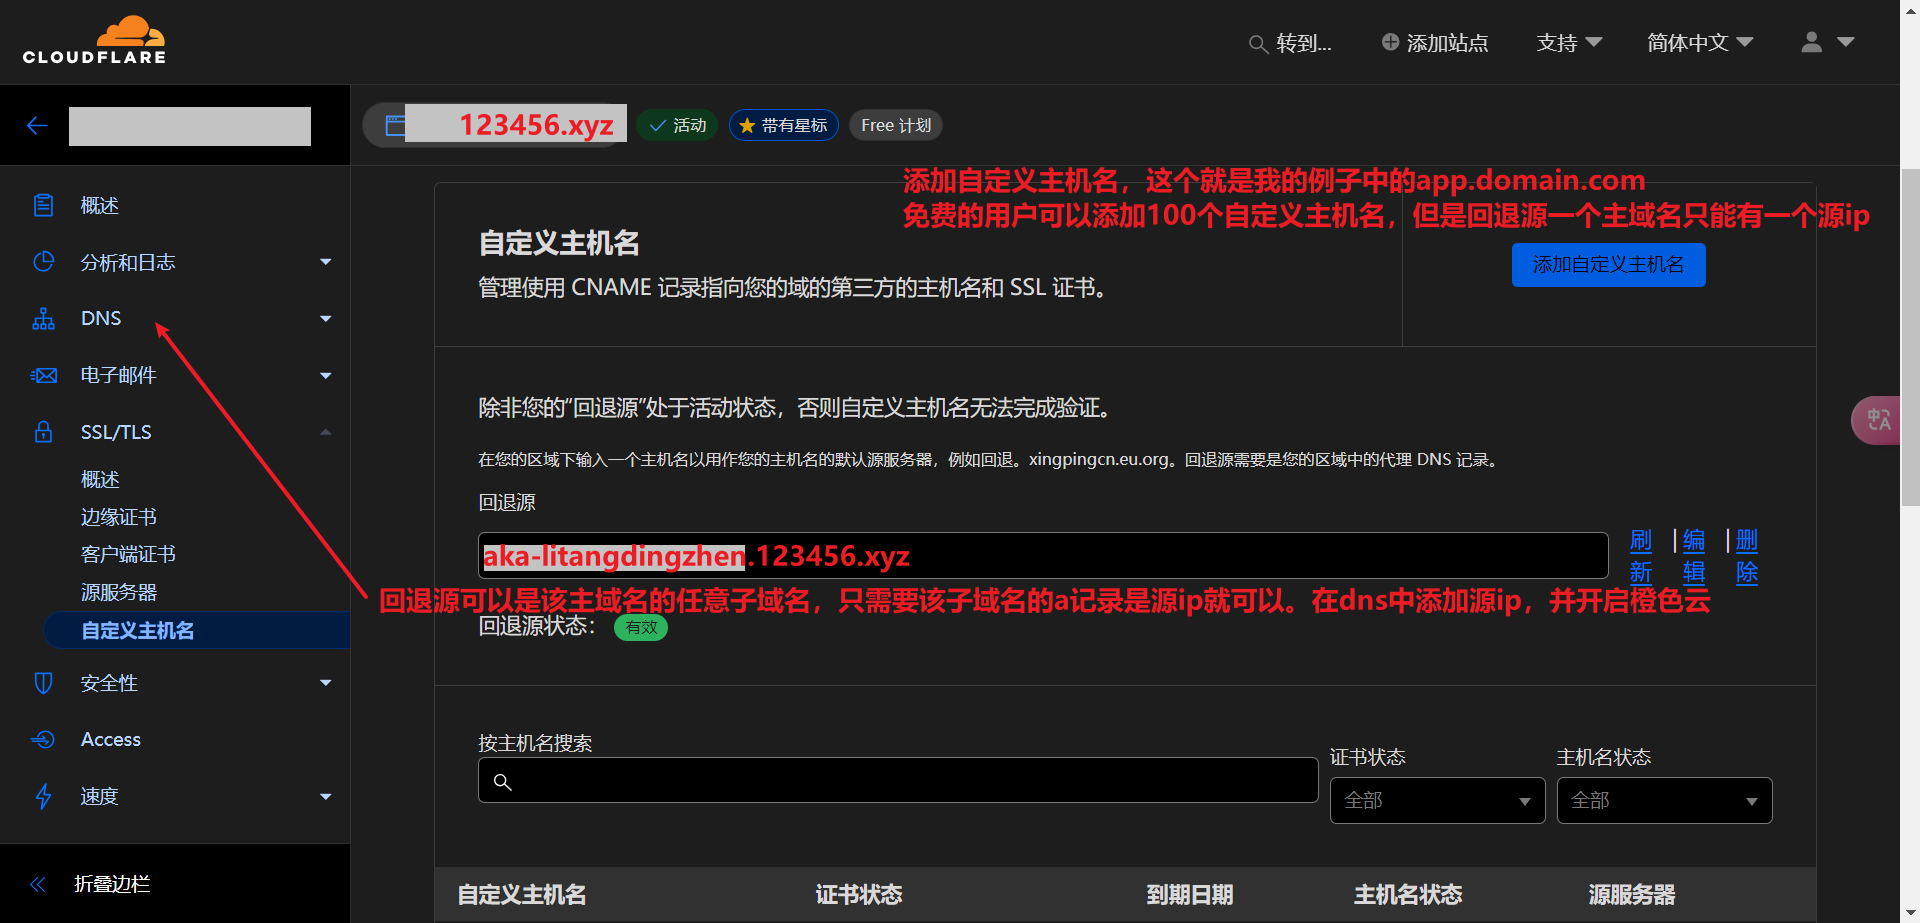 CLOUDFLARE
转到...
添加站点
支持
简体中文
123456.xyz
活动
带有星标
Free 计划
概述
分析和日志
DNS
电子邮件
SSL/TLS
概述
边缘证书
客户端证书
源服务器
自定义主机名
安全性
Access
速度
折叠边栏
添加自定义主机名，这个就是我的例子中的app.domain.com
免费的用户可以添加100个自定义主机名，但是回退源一个主域名只能有一个源ip
自定义主机名
管理使用 CNAME 记录指向您的域的第三方的主机名和 SSL 证书。
添加自定义主机名
除非您的“回退源”处于活动状态，否则自定义主机名无法完成验证。
在您的区域下输入一个主机名以用作您的主机名的默认源服务器，例如回退。xingpingcn.eu.org。回退源需要是您的区域中的代理 DNS 记录。
回退源
aka-litangdingzhen.123456.xyz
刷新 | 编辑 | 删除
回退源可以是该主域名的任意子域名，只需要该子域名的a记录是源ip就可以。在dns中添加源ip，并开启橙色云
回退源状态： 有效
按主机名搜索
证书状态
主机名状态
全部
全部
自定义主机名 证书状态 到期日期 主机名状态 源服务器
中A